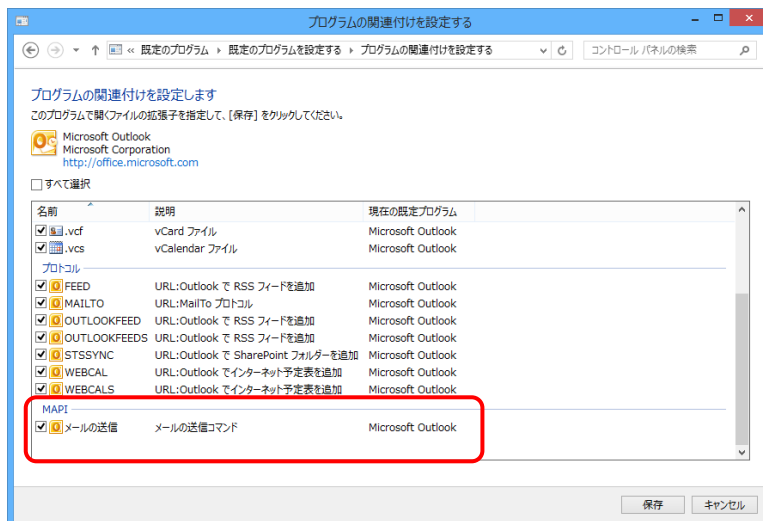 プログラムの関連付けを設定する
« 既定のプログラム ▸ 既定のプログラムを設定する ▸ プログラムの関連付けを設定する
コントロール パネルの検索
プログラムの関連付けを設定します
このプログラムで開くファイルの拡張子を指定して、[保存] をクリックしてください。
Microsoft Outlook
Microsoft Corporation
http://office.microsoft.com
すべて選択
名前 説明 現在の既定プログラム
.vcf vCard ファイル Microsoft Outlook
.vcs vCalendar ファイル Microsoft Outlook
プロトコル
FEED URL:Outlook で RSS フィードを追加 Microsoft Outlook
MAILTO URL:MailTo プロトコル Microsoft Outlook
OUTLOOKFEED URL:Outlook で RSS フィードを追加 Microsoft Outlook
OUTLOOKFEEDS URL:Outlook で RSS フィードを追加 Microsoft Outlook
STSSYNC URL:Outlook で SharePoint フォルダーを追加 Microsoft Outlook
WEBCAL URL:Outlook でインターネット予定表を追加 Microsoft Outlook
WEBCALS URL:Outlook でインターネット予定表を追加 Microsoft Outlook
MAPI
メールの送信 メールの送信コマンド Microsoft Outlook
保存 キャンセル